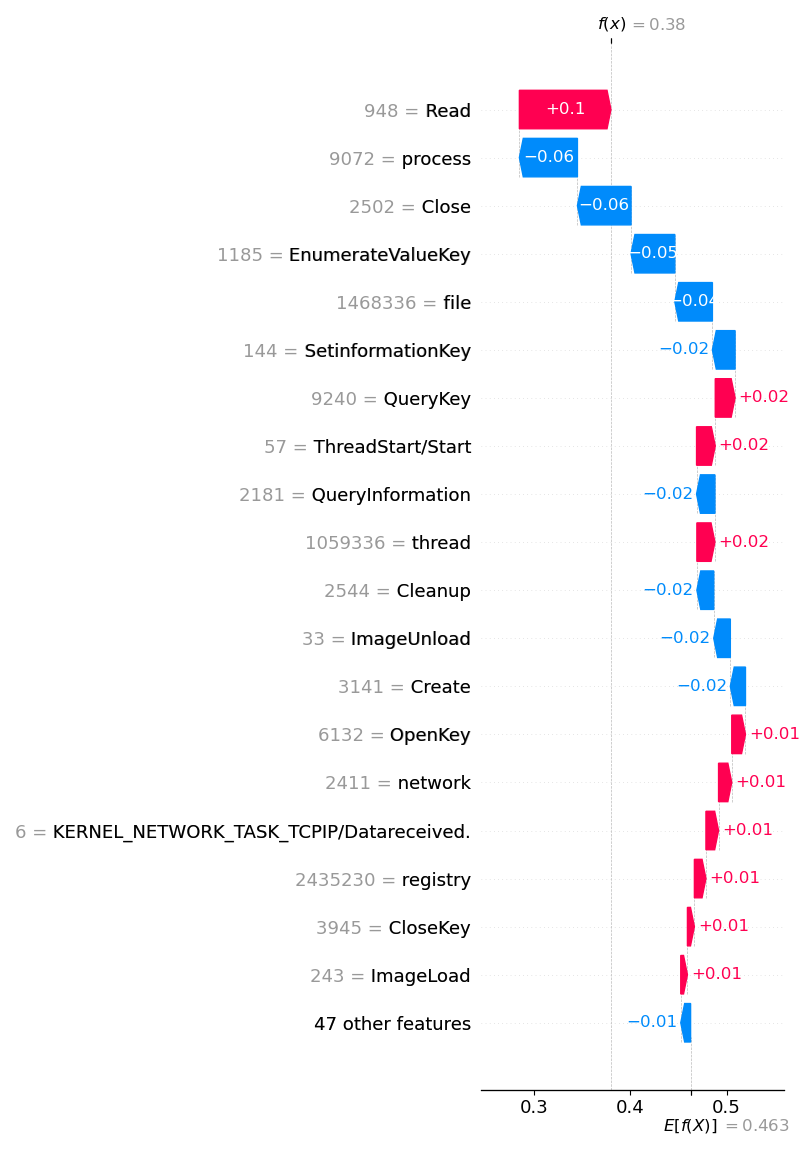 f(x) = 0.38
948 = Read +0.1
9072 = process −0.06
2502 = Close −0.06
1185 = EnumerateValueKey −0.05
1468336 = file −0.04
144 = SetinformationKey −0.02
9240 = QueryKey +0.02
57 = ThreadStart/Start +0.02
2181 = QueryInformation −0.02
1059336 = thread +0.02
2544 = Cleanup −0.02
33 = ImageUnload −0.02
3141 = Create −0.02
6132 = OpenKey +0.01
2411 = network +0.01
6 = KERNEL_NETWORK_TASK_TCPIP/Datareceived. +0.01
2435230 = registry +0.01
3945 = CloseKey +0.01
243 = ImageLoad +0.01
47 other features −0.01
0.3 0.4 0.5
E[f(X)] = 0.463